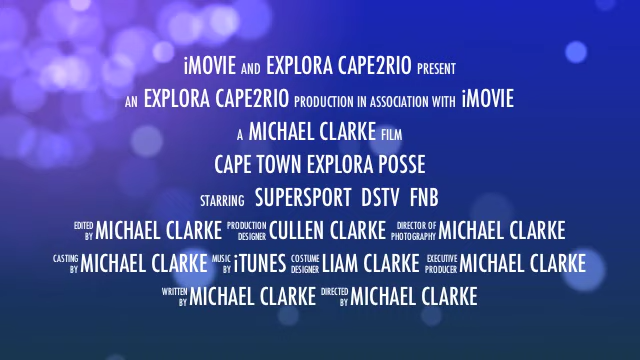 iMOVIE AND EXPLORA CAPE2RIO PRESENT
AN EXPLORA CAPE2RIO PRODUCTION IN ASSOCIATION WITH iMOVIE
A MICHAEL CLARKE FILM
CAPE TOWN EXPLORA POSSE
STARRING SUPERSPORT DSTV FNB
EDITED BY MICHAEL CLARKE PRODUCTION DESIGNER CULLEN CLARKE DIRECTOR OF PHOTOGRAPHY MICHAEL CLARKE
CASTING BY MICHAEL CLARKE MUSIC BY iTUNES COSTUME DESIGNER LIAM CLARKE EXECUTIVE PRODUCER MICHAEL CLARKE
WRITTEN BY MICHAEL CLARKE DIRECTED BY MICHAEL CLARKE